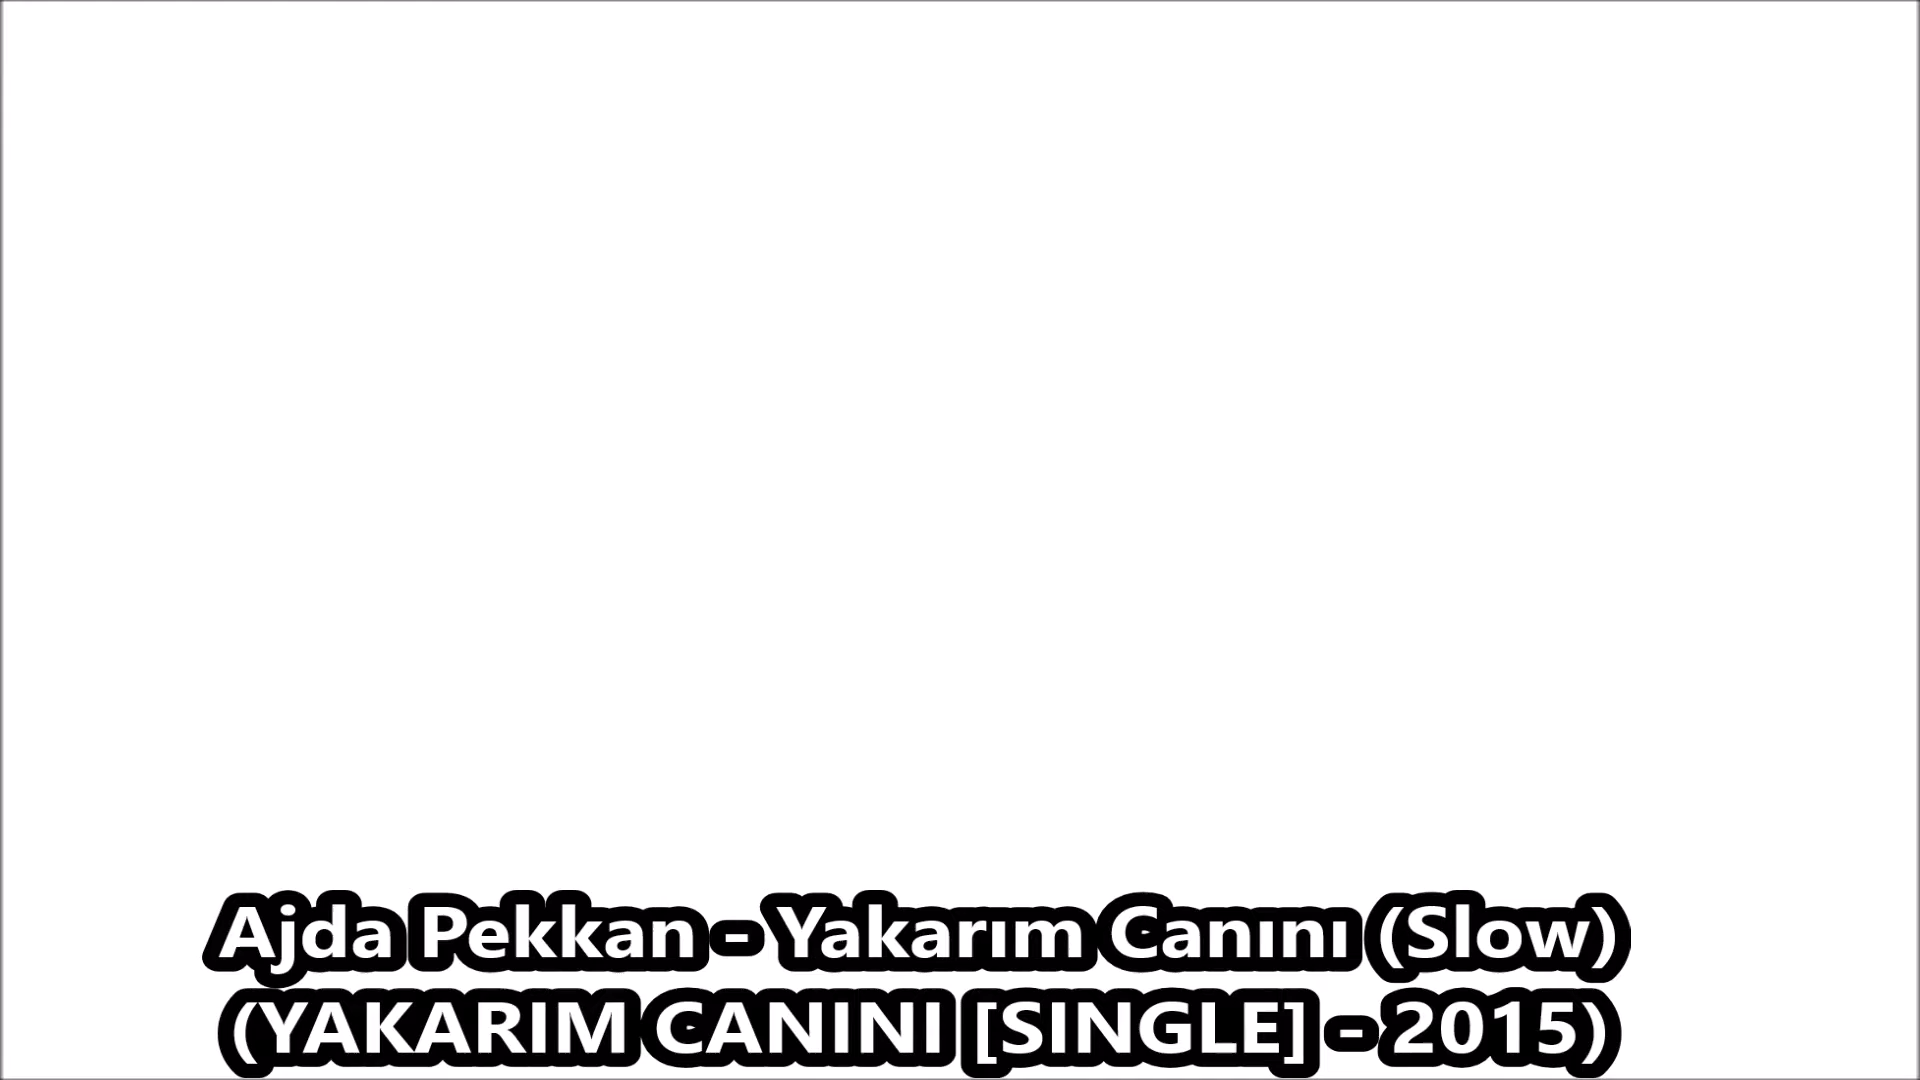 Ajda Pekkan - Yakarım Canını (Slow)
(YAKARIM CANINI [SINGLE] - 2015)